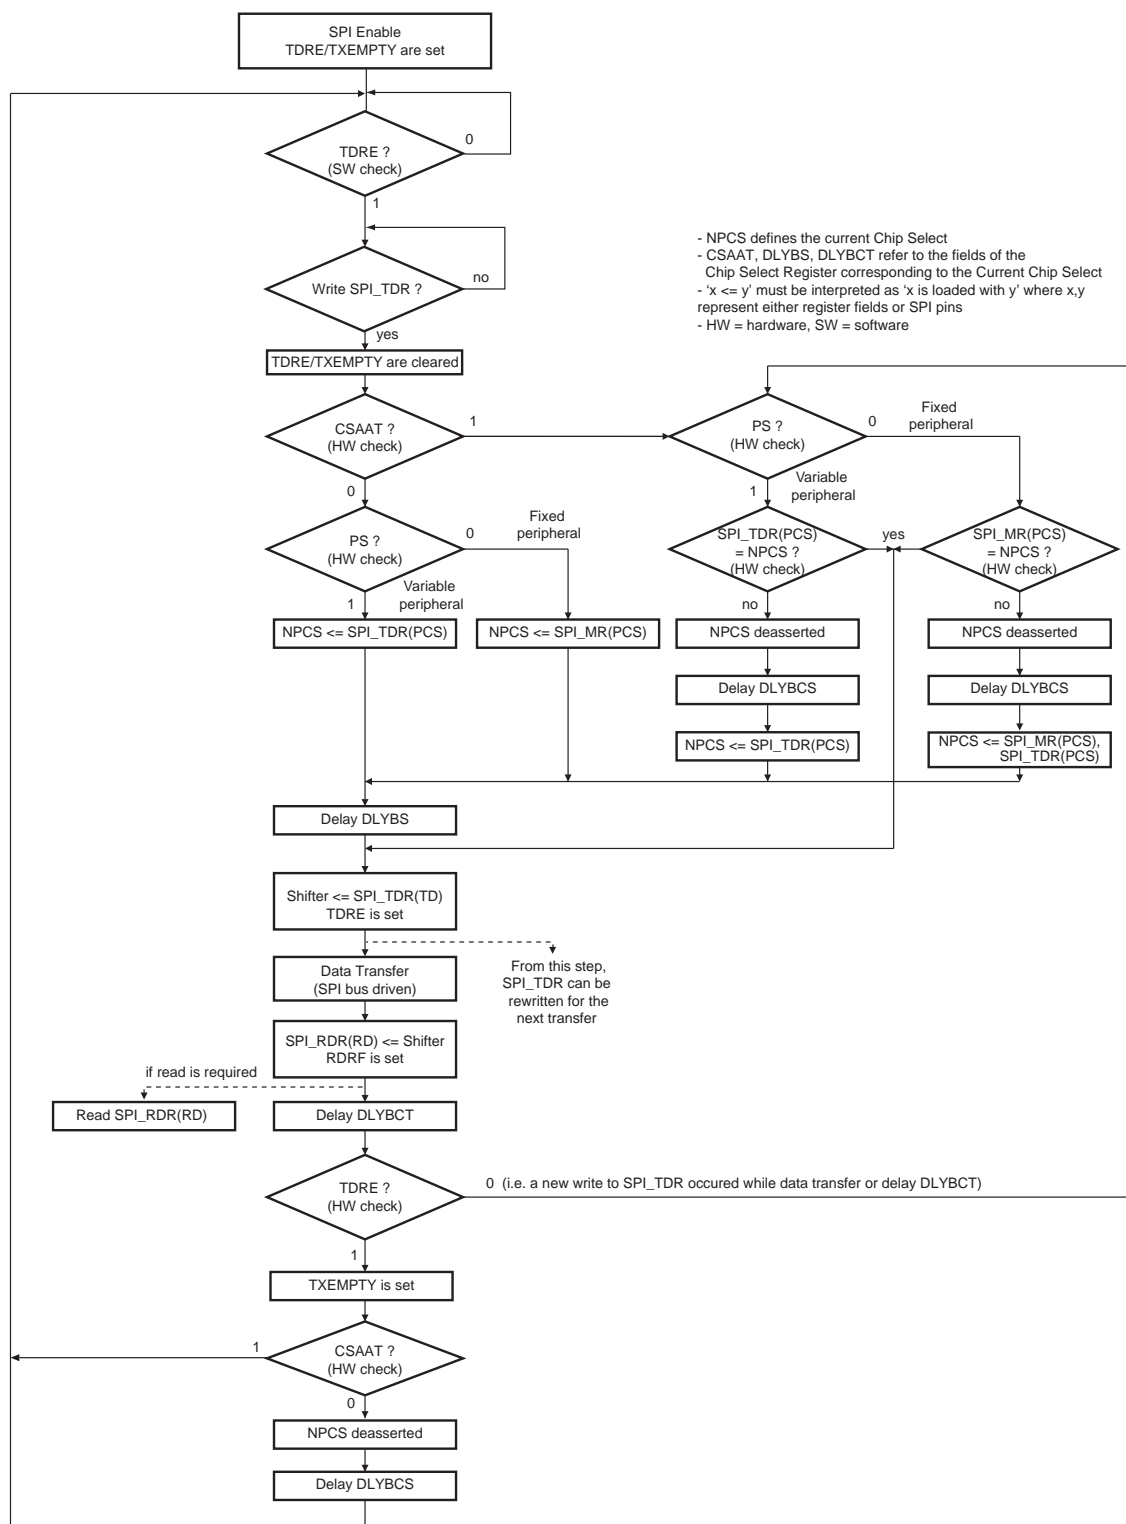 SPI Enable
TDRE/TXEMPTY are set
TDRE ?
(SW check)
0
1
Write SPI_TDR ?
no
yes
- NPCS defines the current Chip Select
- CSAAT, DLYBS, DLYBCT refer to the fields of the
Chip Select Register corresponding to the Current Chip Select
- ‘x <= y’ must be interpreted as ‘x is loaded with y’ where x,y
represent either register fields or SPI pins
- HW = hardware, SW = software
TDRE/TXEMPTY are cleared
CSAAT ?
(HW check)
1
0
PS ?
(HW check)
0
Fixed
peripheral
1
Variable
peripheral
PS ?
(HW check)
0
Fixed
peripheral
1
Variable
peripheral
SPI_TDR(PCS)
= NPCS ?
(HW check)
yes
SPI_MR(PCS)
= NPCS ?
(HW check)
no
no
NPCS <= SPI_TDR(PCS)
NPCS <= SPI_MR(PCS)
NPCS deasserted
NPCS deasserted
Delay DLYBCS
Delay DLYBCS
NPCS <= SPI_TDR(PCS)
NPCS <= SPI_MR(PCS),
SPI_TDR(PCS)
Delay DLYBS
Shifter <= SPI_TDR(TD)
TDRE is set
Data Transfer
(SPI bus driven)
From this step,
SPI_TDR can be
rewritten for the
next transfer
SPI_RDR(RD) <= Shifter
RDRF is set
if read is required
Read SPI_RDR(RD)
Delay DLYBCT
TDRE ?
(HW check)
0 (i.e. a new write to SPI_TDR occured while data transfer or delay DLYBCT)
1
TXEMPTY is set
CSAAT ?
(HW check)
1
0
NPCS deasserted
Delay DLYBCS